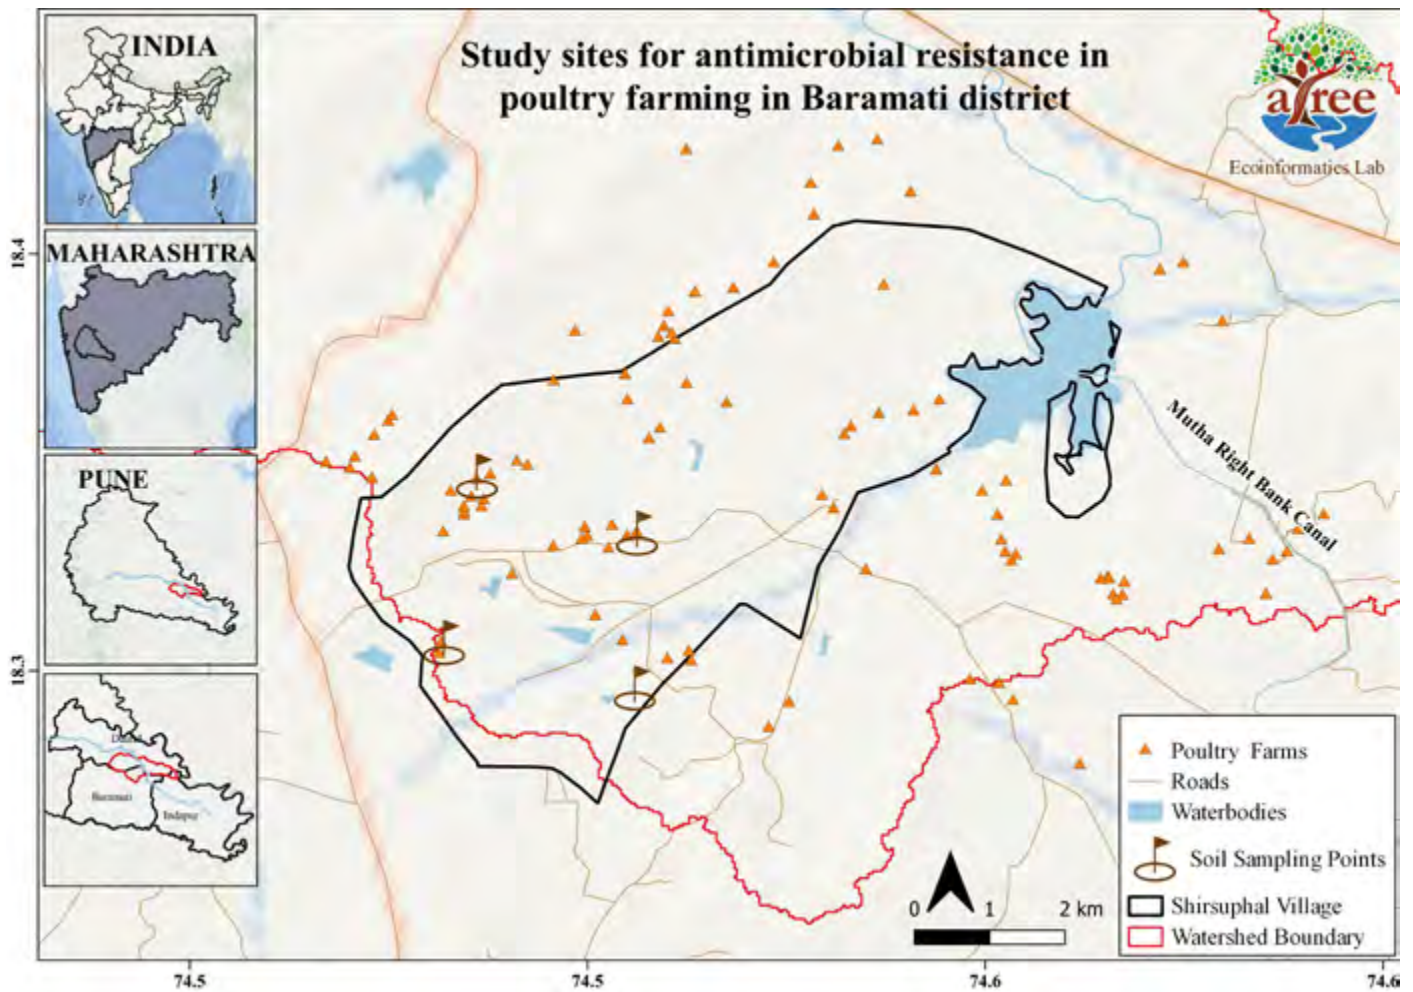 Study sites for antimicrobial resistance in
poultry farming in Baramati district
INDIA
MAHARASHTRA
PUNE
Baramati
Indapur
aTree
Ecoinformatics Lab
18.4
18.3
Mutha Right Bank Canal
Poultry Farms
Roads
Waterbodies
Soil Sampling Points
Shirsuphal Village
Watershed Boundary
0 1 2 km
74.5 74.5 74.6 74.6